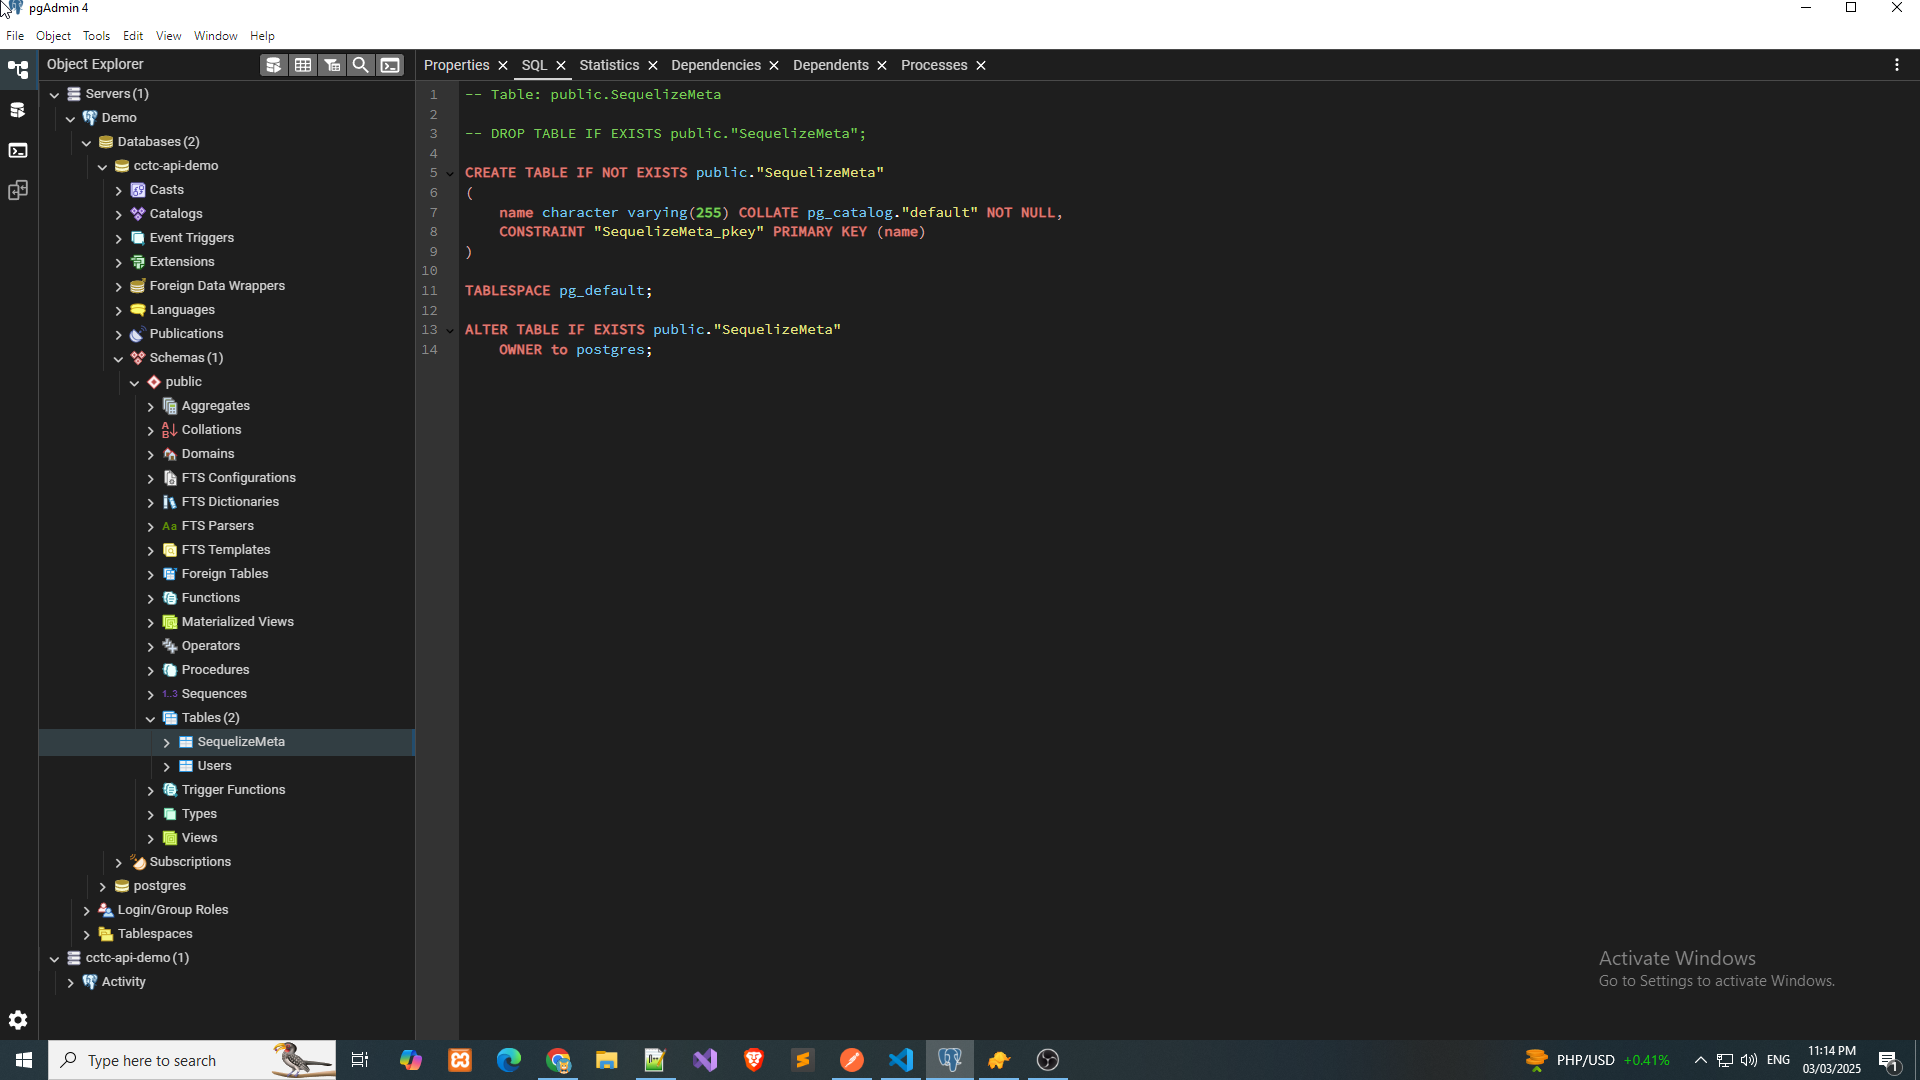 pgAdmin 4
File Object Tools Edit View Window Help
Object Explorer
Properties SQL Statistics Dependencies Dependents Processes
Servers (1)
Demo
Databases (2)
cctc-api-demo
Casts
Catalogs
Event Triggers
Extensions
Foreign Data Wrappers
Languages
Publications
Schemas (1)
public
Aggregates
Collations
Domains
FTS Configurations
FTS Dictionaries
Aa FTS Parsers
FTS Templates
Foreign Tables
Functions
Materialized Views
Operators
Procedures
1..3 Sequences
Tables (2)
SequelizeMeta
Users
Trigger Functions
Types
Views
Subscriptions
postgres
Login/Group Roles
Tablespaces
cctc-api-demo (1)
Activity
1 -- Table: public.SequelizeMeta
2
3 -- DROP TABLE IF EXISTS public."SequelizeMeta";
4
5 CREATE TABLE IF NOT EXISTS public."SequelizeMeta"
6 (
7 name character varying(255) COLLATE pg_catalog."default" NOT NULL,
8 CONSTRAINT "SequelizeMeta_pkey" PRIMARY KEY (name)
9 )
10
11 TABLESPACE pg_default;
12
13 ALTER TABLE IF EXISTS public."SequelizeMeta"
14 OWNER to postgres;
Activate Windows
Go to Settings to activate Windows.
Type here to search
PHP/USD +0.41%
ENG
11:14 PM
03/03/2025
1